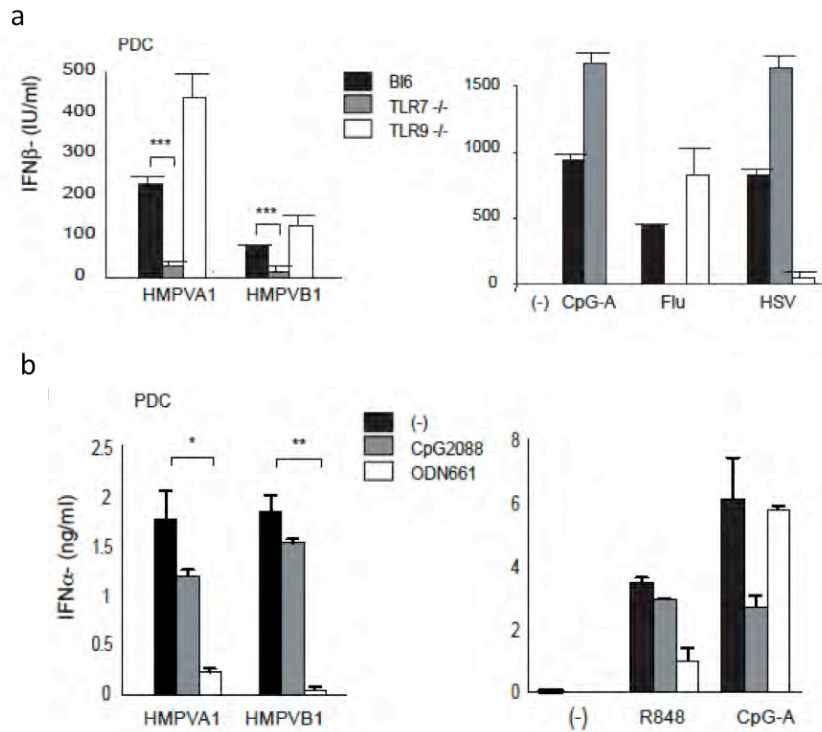 a
PDC
IFNβ- (IU/ml)
500
400
300
200
100
0
***
***
HMPVA1 HMPVB1
Bl6
TLR7 -/-
TLR9 -/-
1500
1000
500
0
(-) CpG-A Flu HSV
b
PDC
IFNα- (ng/ml)
2.5
2
1.5
1
0.5
0
*
**
HMPVA1 HMPVB1
(-)
CpG2088
ODN661
8
6
4
2
0
(-) R848 CpG-A